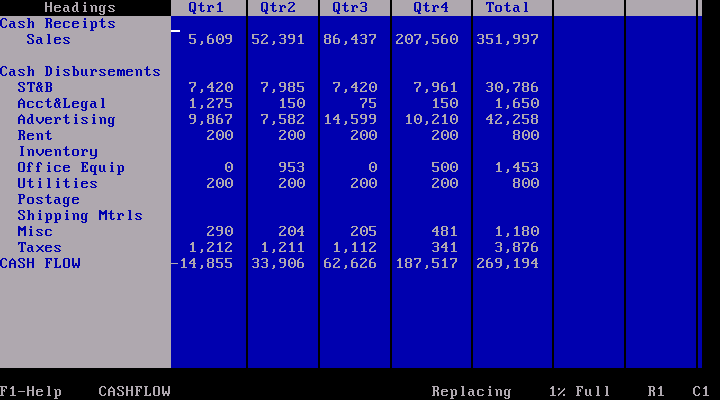 Headings Qtr1 Qtr2 Qtr3 Qtr4 Total
Cash Receipts
Sales 5,609 52,391 86,437 207,560 351,997
Cash Disbursements
ST&B 7,420 7,985 7,420 7,961 30,786
Acct&Legal 1,275 150 75 150 1,650
Advertising 9,867 7,582 14,599 10,210 42,258
Rent 200 200 200 200 800
Inventory
Office Equip 0 953 0 500 1,453
Utilities 200 200 200 200 800
Postage
Shipping Mtrls
Misc 290 204 205 481 1,180
Taxes 1,212 1,211 1,112 341 3,876
CASH FLOW -14,855 33,906 62,626 187,517 269,194
F1-Help CASHFLOW Replacing 1% Full R1 C1